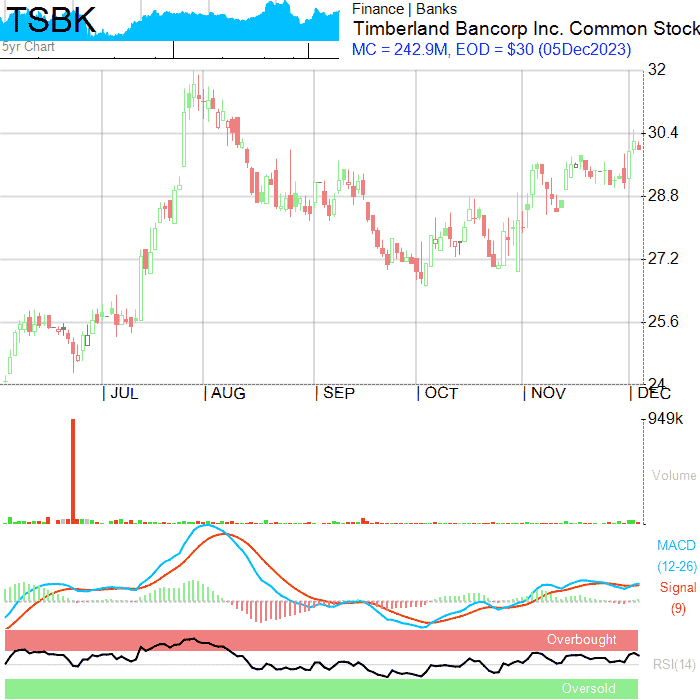 TSBK
5yr Chart
Finance | Banks
Timberland Bancorp Inc. Common Stock
MC = 242.9M, EOD = $30 (05Dec2023)
32
30.4
28.8
27.2
25.6
24
JUL
AUG
SEP
OCT
NOV
DEC
949k
Volume
MACD
(12-26)
Signal
(9)
Overbought
RSI(14)
Oversold